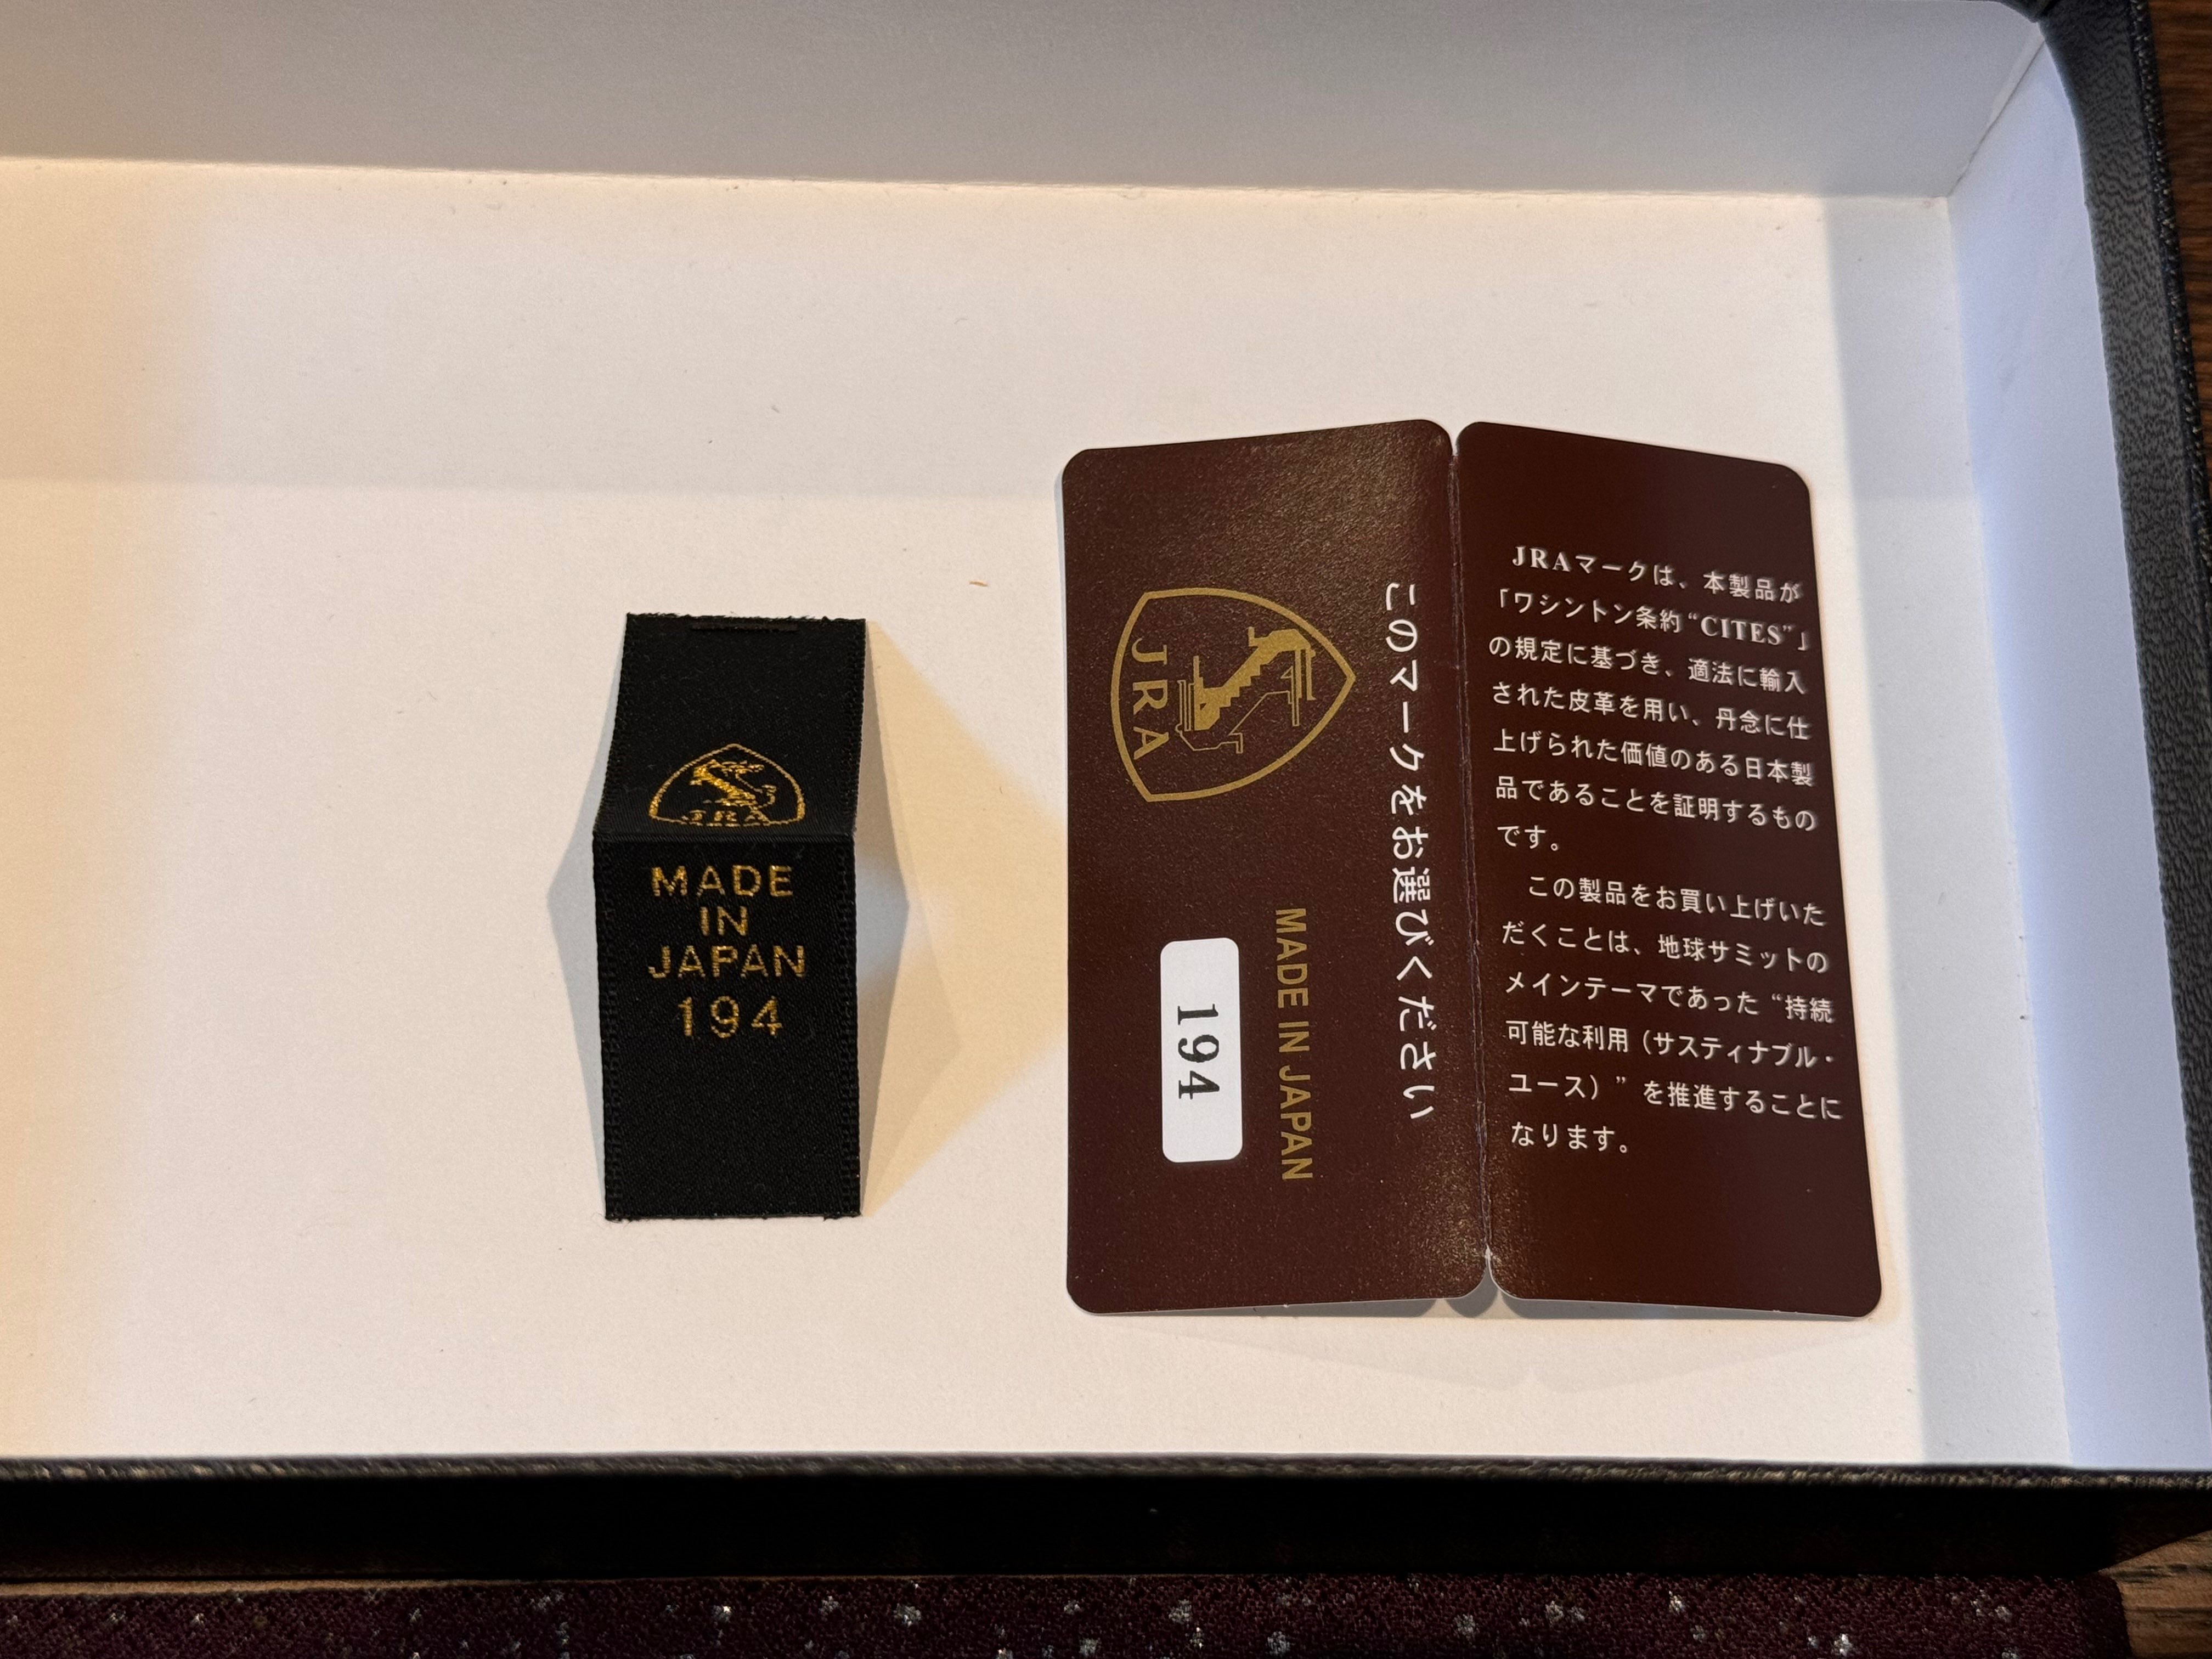 JRA
MADE
IN
JAPAN
194
このマークをお選びください
JRA
MADE IN JAPAN
194
JRAマークは、本製品が
「ワシントン条約“CITES”」
の規定に基づき、適法に輸入
された皮革を用い、丹念に仕
上げられた価値のある日本製
品であることを証明するもの
です。
この製品をお買い上げいた
だくことは、地球サミットの
メインテーマであった“持続
可能な利用（サスティナブル・
ユース）”を推進することに
なります。